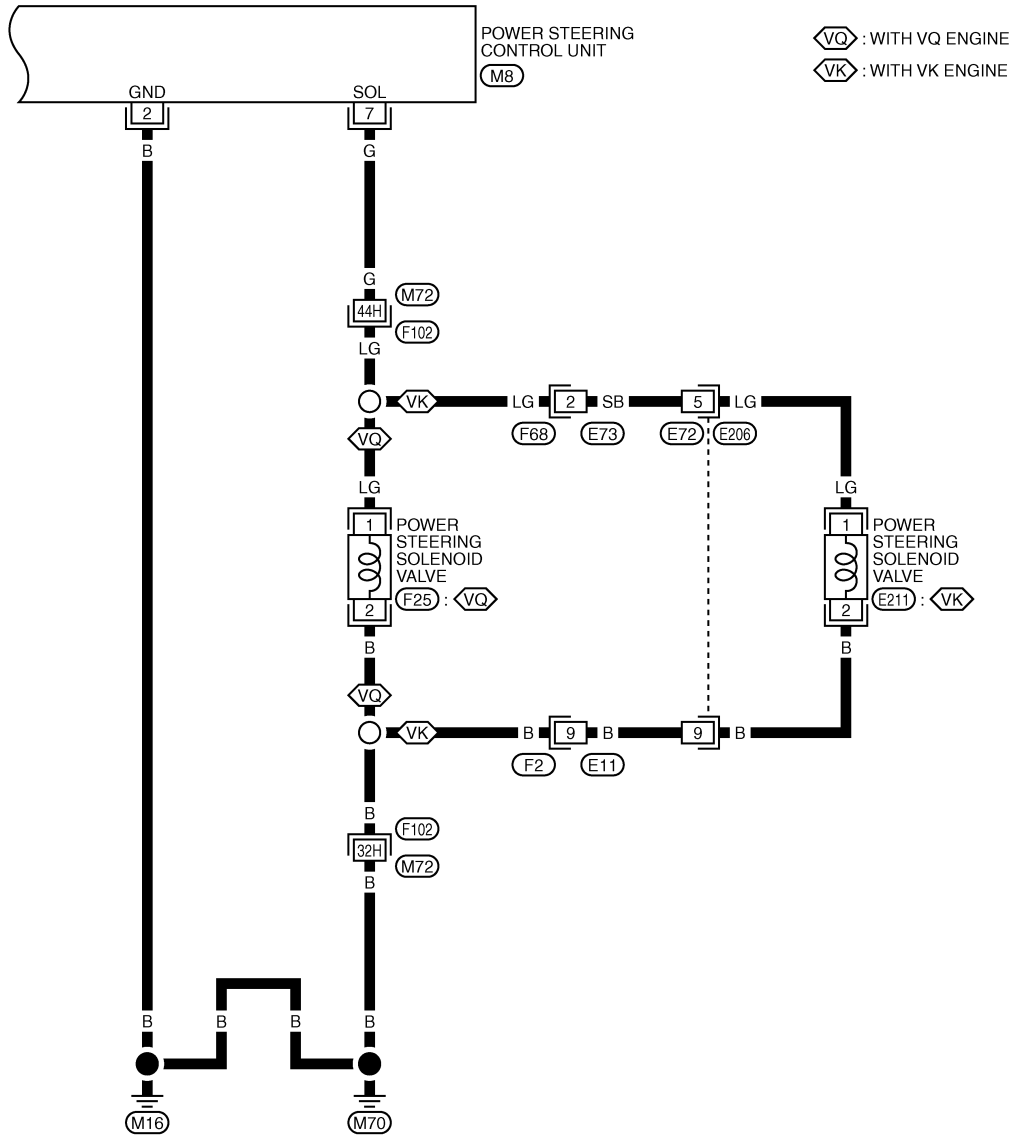 POWER STEERING
CONTROL UNIT
M8
VQ : WITH VQ ENGINE
VK : WITH VK ENGINE
GND
SOL
2
7
B
G
G
M72
44H
F102
LG
VK
LG
2
SB
5
LG
F68
E73
E72
E206
VQ
LG
LG
1
POWER
STEERING
SOLENOID
VALVE
F25 : VQ
2
B
1
POWER
STEERING
SOLENOID
VALVE
E211 : VK
2
B
VQ
VK
B
9
B
9
B
F2
E11
B
F102
32H
M72
B
B
B
B
B
M16
M70